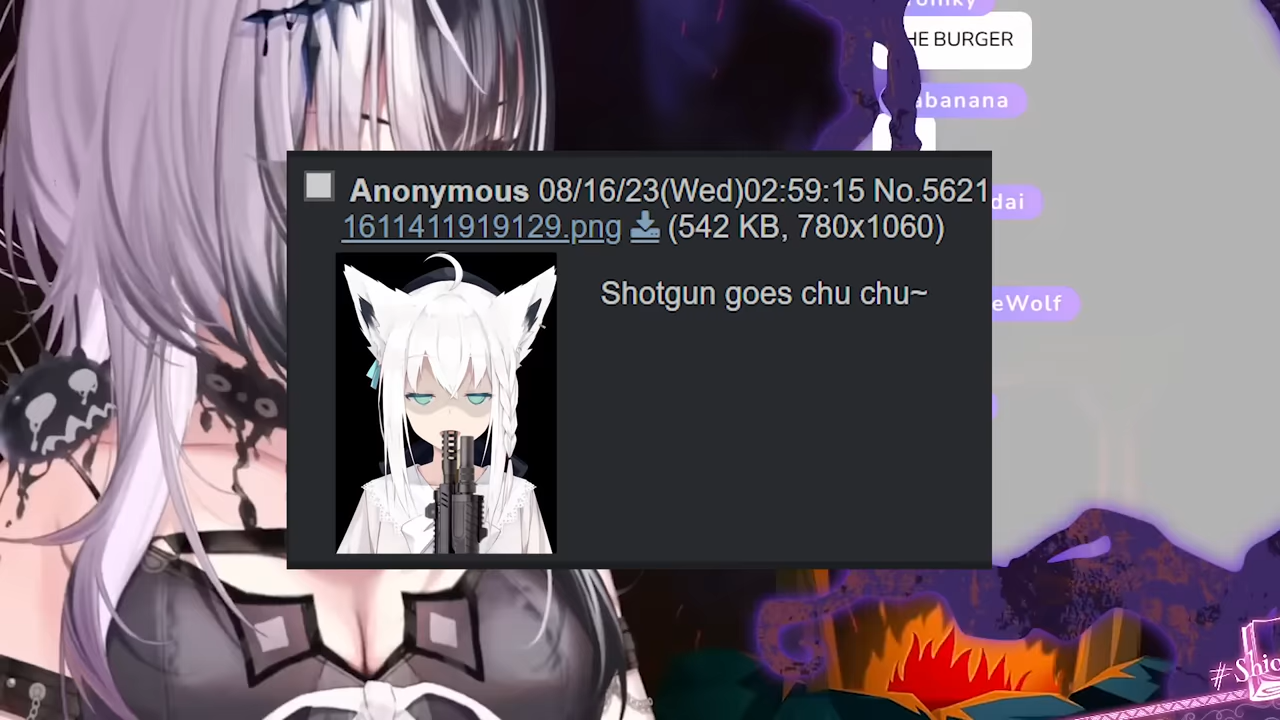 HE BURGER
abanana
Anonymous 08/16/23(Wed)02:59:15 No.5621
dai
1611411919129.png (542 KB, 780x1060)
Shotgun goes chu chu~
eWolf
#Shio